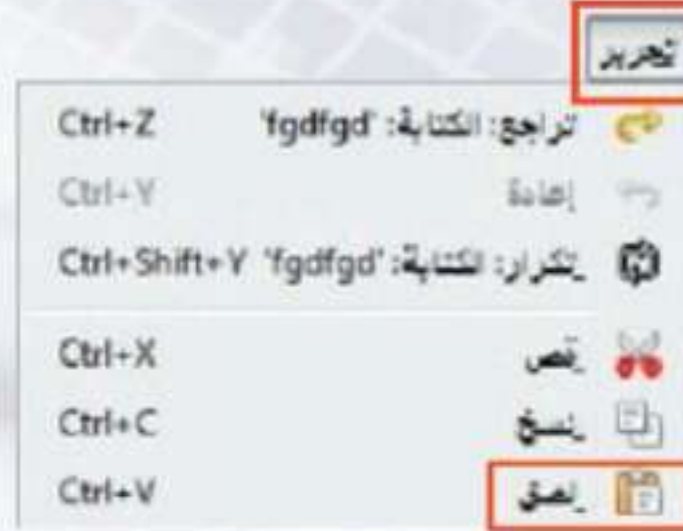 تحرير
تراجع: الكتابة: 'fgdfgd' Ctrl+Z
إعادة Ctrl+Y
تكرار: الكتابة: 'fgdfgd' Ctrl+Shift+Y
قص Ctrl+X
نسخ Ctrl+C
لصق Ctrl+V